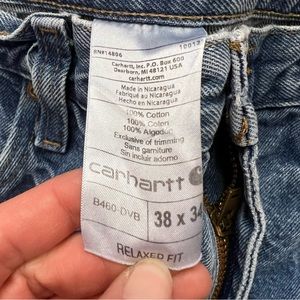 RN#14806 10013
Carhartt, Inc. P.O. Box 600
Dearborn, MI 48121 USA
carhartt.com
Made in Nicaragua
Fabriqué au Nicaragua
Hecho en Nicaragua
100% Cotton
100% Coton
100% Algodon
Exclusive of trimming
Sans garniture
Sin incluir adorno
carhartt
B460-DVB
38 x 34
RELAXED FIT